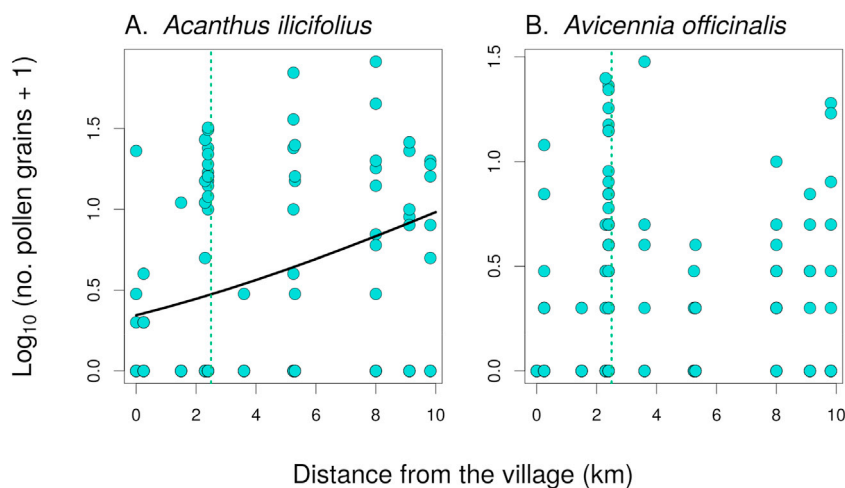 A. Acanthus ilicifolius
B. Avicennia officinalis
Log₁₀ (no. pollen grains + 1)
1.5
1.0
0.5
0.0
0 2 4 6 8 10
1.5
1.0
0.5
0.0
0 2 4 6 8 10
Distance from the village (km)